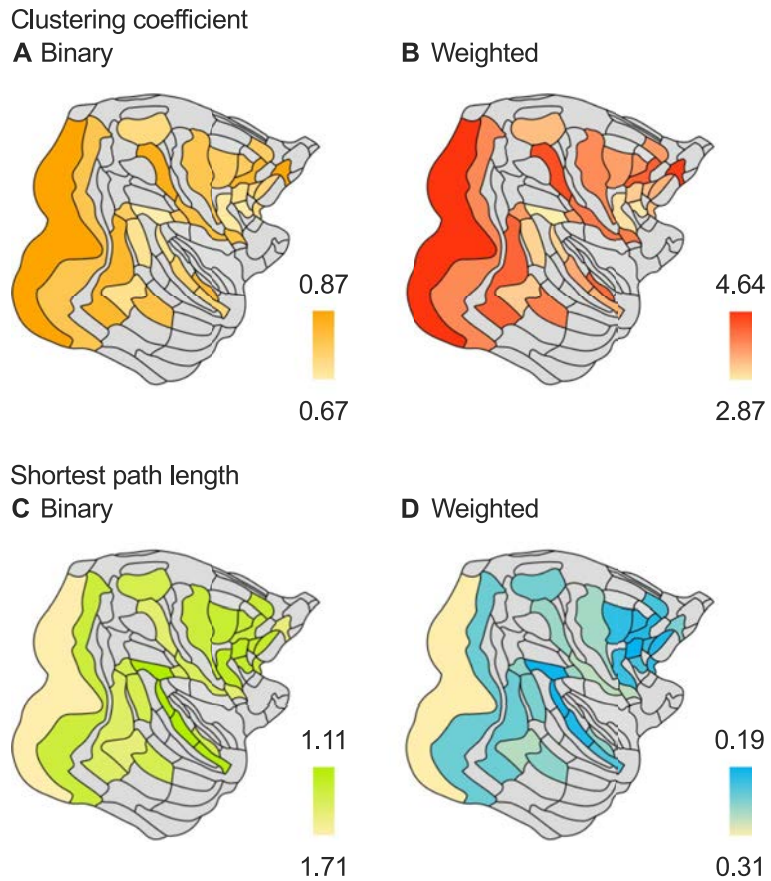 Clustering coefficient
A Binary
B Weighted
0.87
0.67
4.64
2.87
Shortest path length
C Binary
D Weighted
1.11
1.71
0.19
0.31